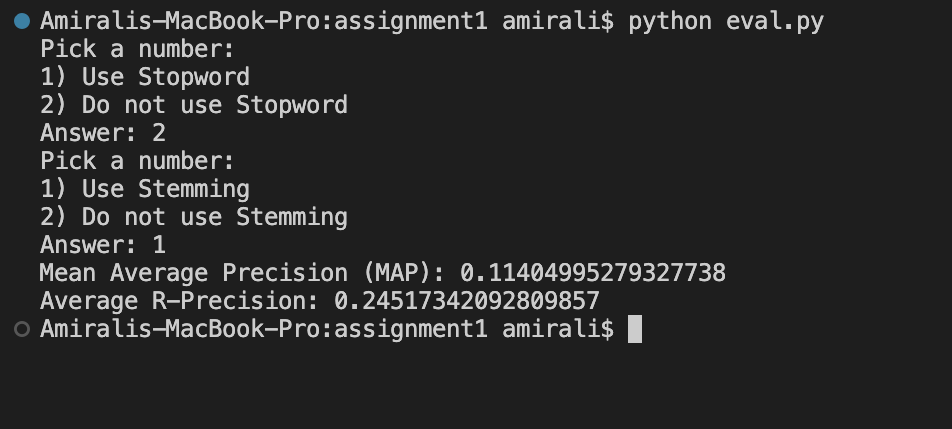 Amiralis-MacBook-Pro:assignment1 amirali$ python eval.py
Pick a number:
1) Use Stopword
2) Do not use Stopword
Answer: 2
Pick a number:
1) Use Stemming
2) Do not use Stemming
Answer: 1
Mean Average Precision (MAP): 0.11404995279327738
Average R-Precision: 0.24517342092809857
Amiralis-MacBook-Pro:assignment1 amirali$